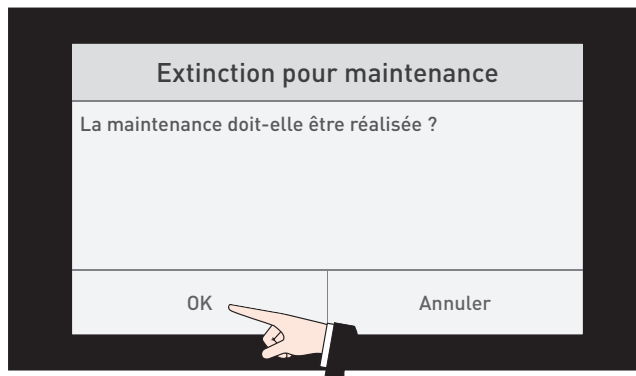 Extinction pour maintenance
La maintenance doit-elle être réalisée ?
OK
Annuler